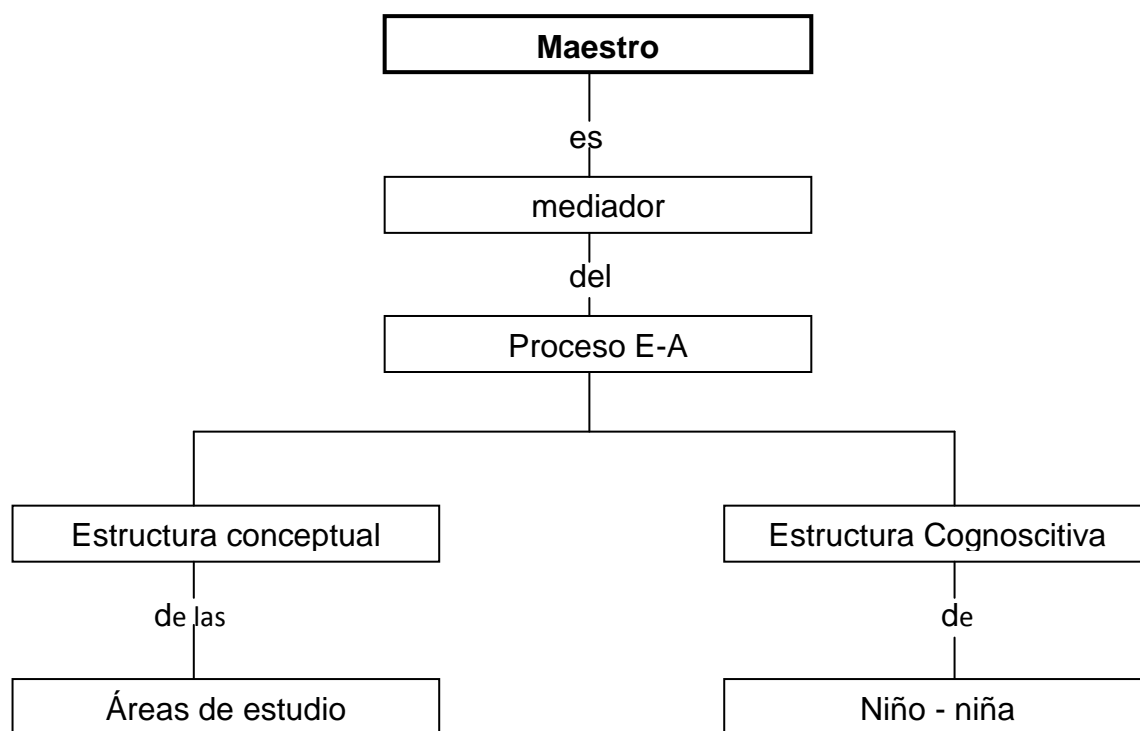 Maestro
es
mediador
del
Proceso E-A
Estructura conceptual
Estructura Cognoscitiva
de las
de
Áreas de estudio
Niño - niña